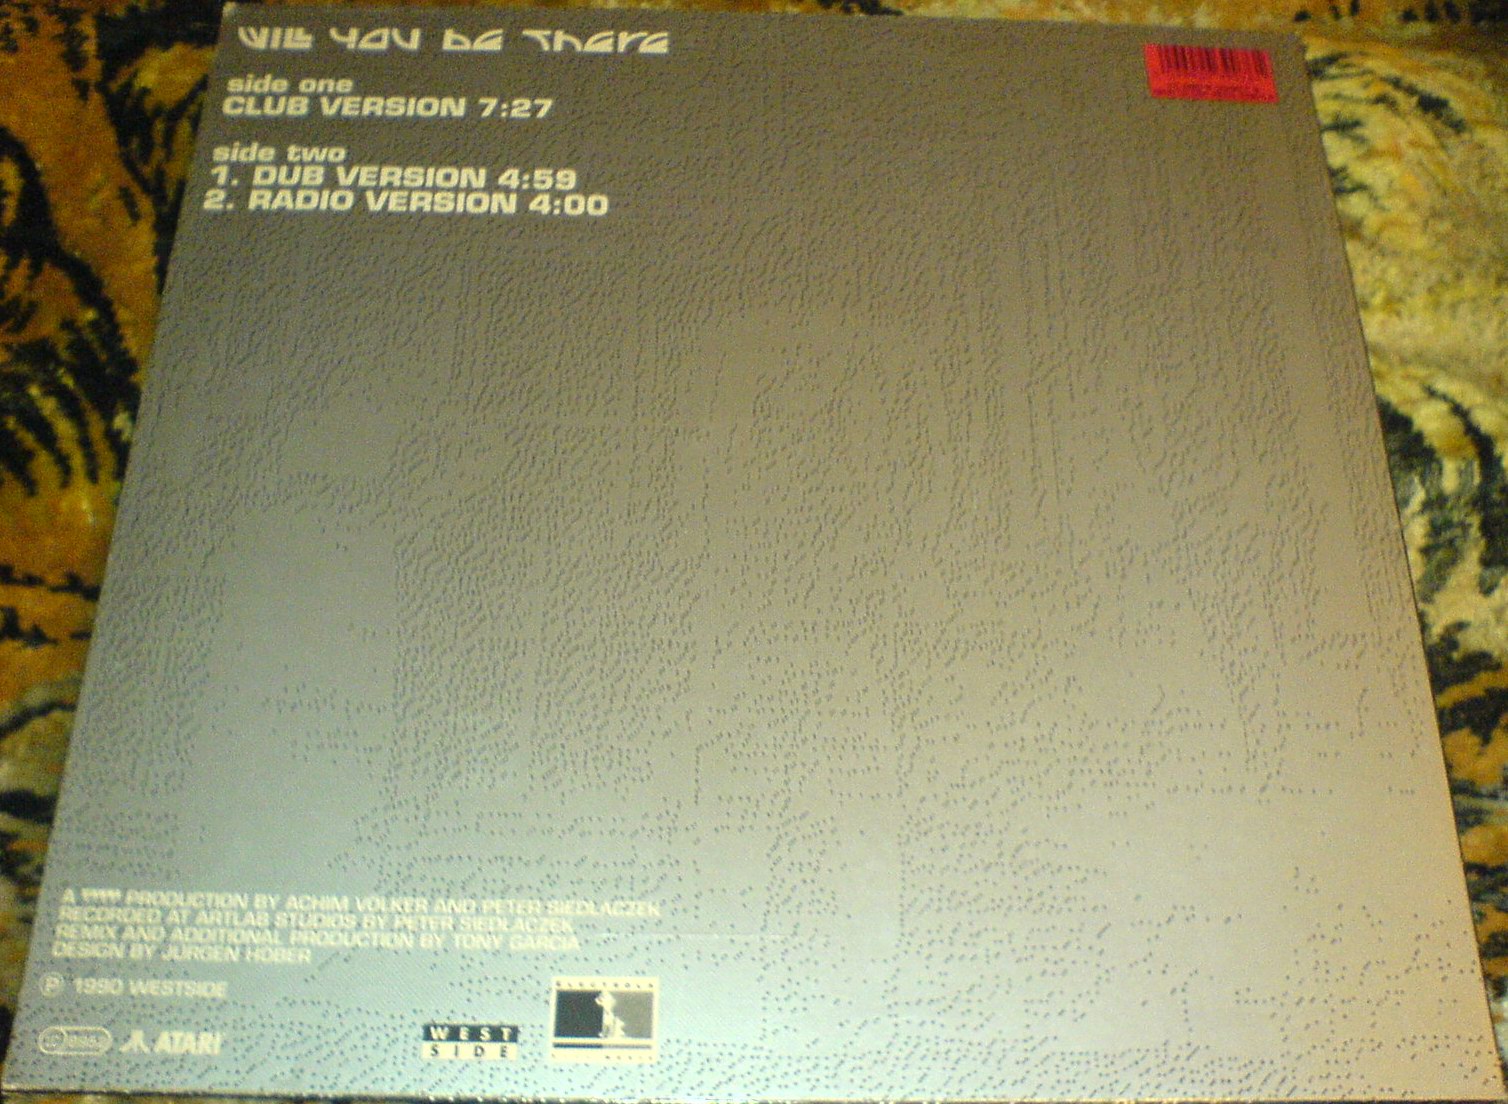 WILL YOU BE THERE
side one
CLUB VERSION 7:27
side two
1. DUB VERSION 4:59
2. RADIO VERSION 4:00
A PRODUCTION BY ACHIM VOLKER AND PETER SIEDLACZEK
RECORDED AT ARTLAB STUDIOS BY PETER SIEDLACZEK
REMIX AND ADDITIONAL PRODUCTION BY TONY GARCIA
DESIGN BY JÜRGEN HOBER
℗ 1990 WESTSIDE
ATARI
WEST
SIDE